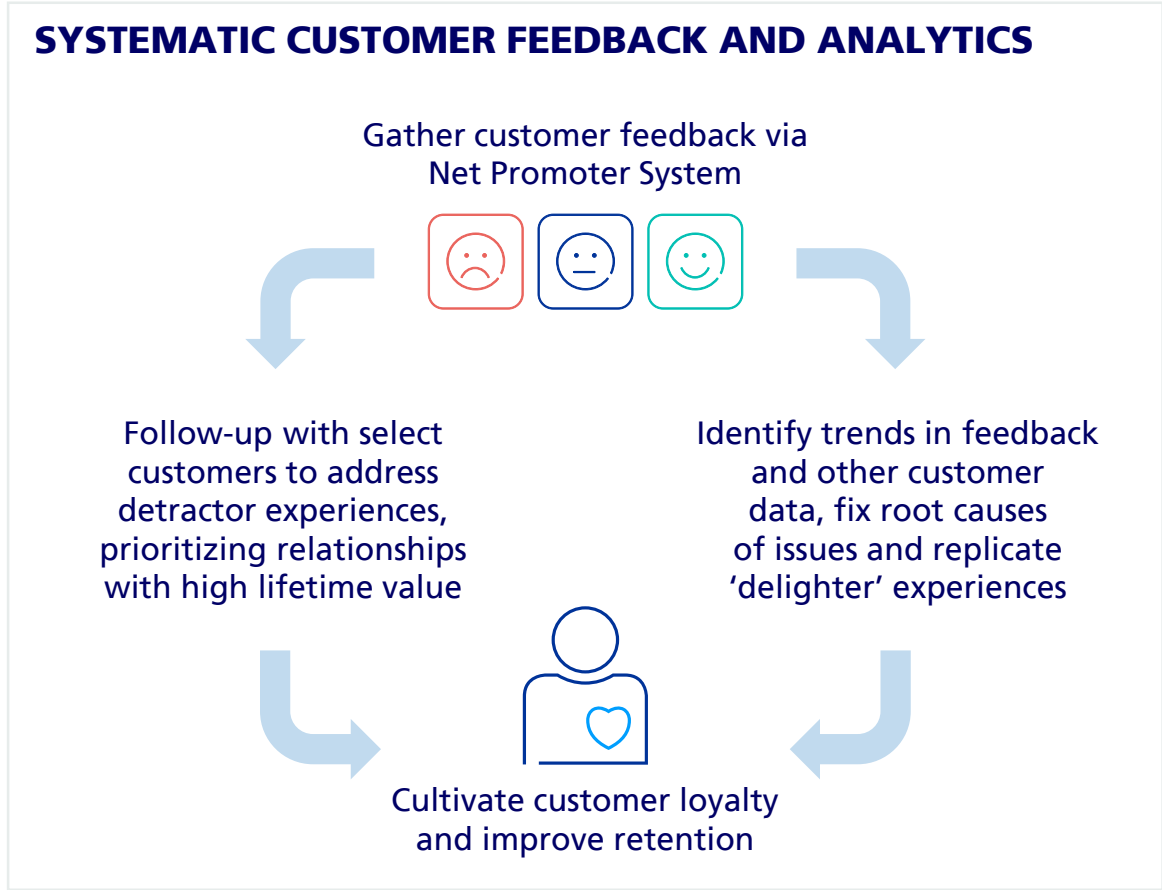 SYSTEMATIC CUSTOMER FEEDBACK AND ANALYTICS
Gather customer feedback via
Net Promoter System
Follow-up with select
customers to address
detractor experiences,
prioritizing relationships
with high lifetime value
Identify trends in feedback
and other customer
data, fix root causes
of issues and replicate
‘delighter’ experiences
Cultivate customer loyalty
and improve retention